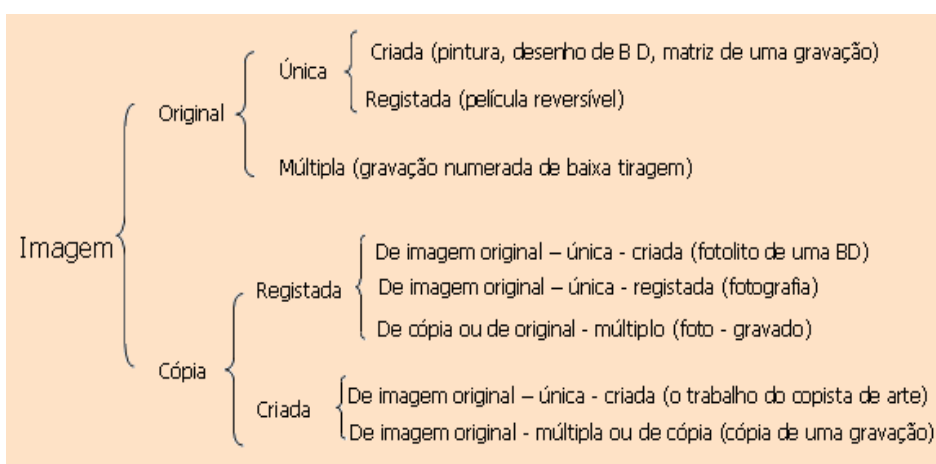 Criada (pintura, desenho de B D, matriz de uma gravação)
Única
Registada (película reversível)
Original
Múltipla (gravação numerada de baixa tiragem)
Imagem
De imagem original – única - criada (fotolito de uma BD)
Registada
De imagem original – única - registada (fotografia)
De cópia ou de original - múltiplo (foto - gravado)
Cópia
De imagem original – única - criada (o trabalho do copista de arte)
Criada
De imagem original - múltipla ou de cópia (cópia de uma gravação)